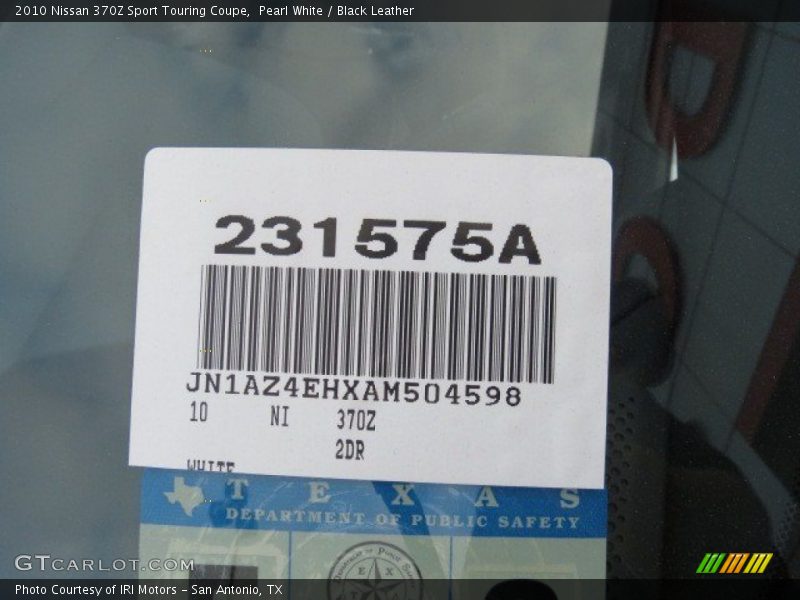 2010 Nissan 370Z Sport Touring Coupe, Pearl White / Black Leather
231575A
JN1AZ4EHXAM504598
10 NI 370Z
2DR
WHITE
TEXAS
DEPARTMENT OF PUBLIC SAFETY
GTCARLOT.COM
Photo Courtesy of IRI Motors - San Antonio, TX